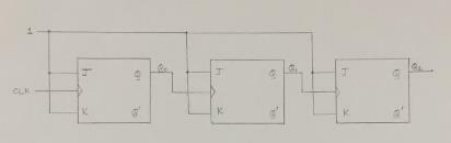 1
J Q Q₀ J Q Q₁ J Q Q₂
CLK
K Q' K Q' K Q'